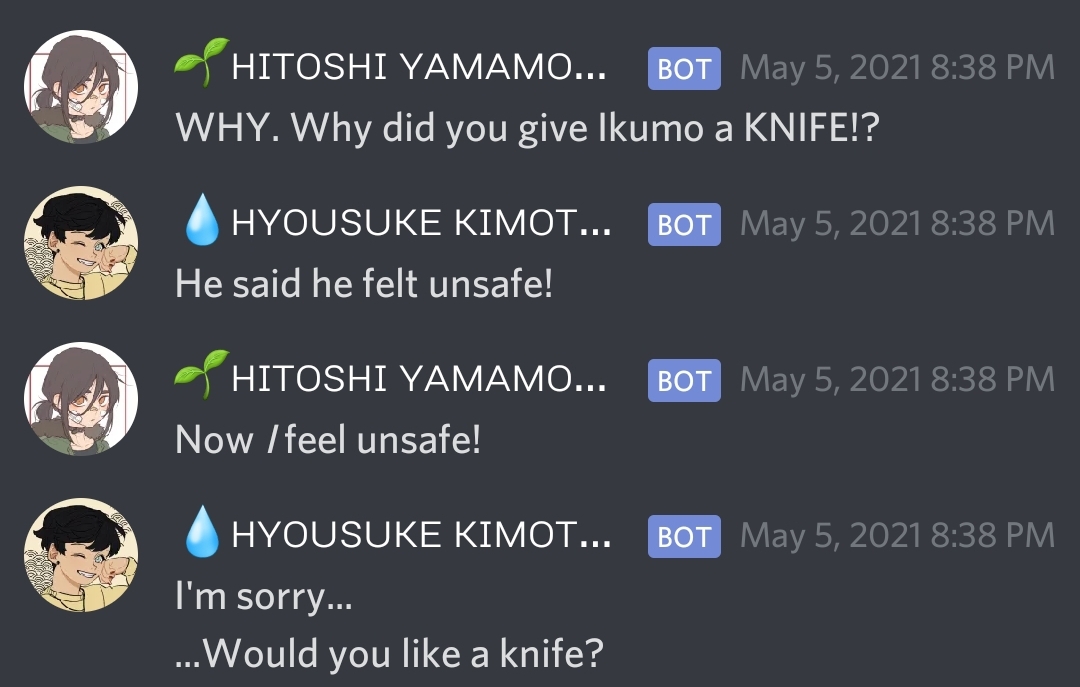 🌱HITOSHI YAMAMO... BOT May 5, 2021 8:38 PM
WHY. Why did you give Ikumo a KNIFE!?
💧HYOUSUKE KIMOT... BOT May 5, 2021 8:38 PM
He said he felt unsafe!
🌱HITOSHI YAMAMO... BOT May 5, 2021 8:38 PM
Now I feel unsafe!
💧HYOUSUKE KIMOT... BOT May 5, 2021 8:38 PM
I'm sorry...
...Would you like a knife?